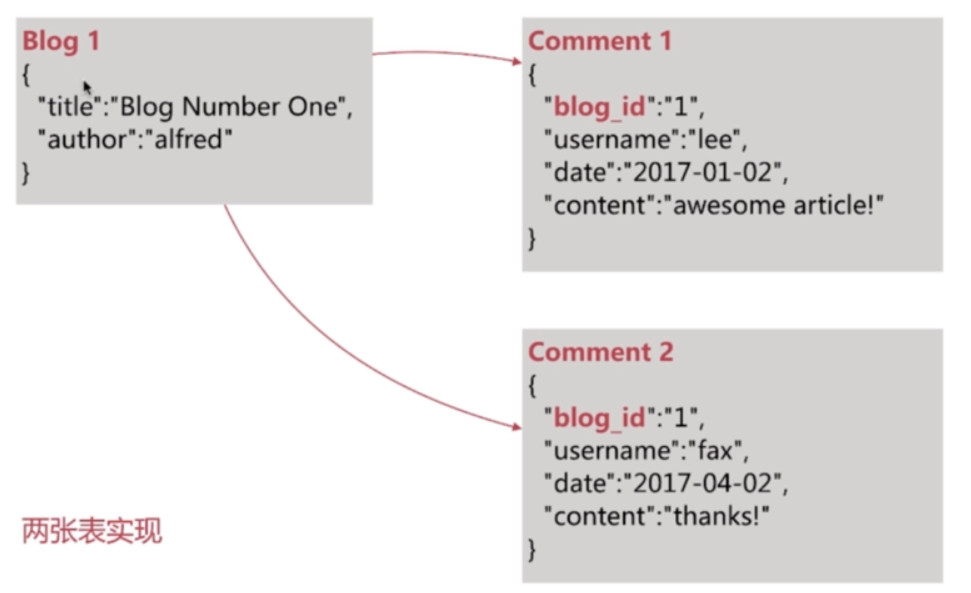 Blog 1
{
"title":"Blog Number One",
"author":"alfred"
}
Comment 1
{
"blog_id":"1",
"username":"lee",
"date":"2017-01-02",
"content":"awesome article!"
}
Comment 2
{
"blog_id":"1",
"username":"fax",
"date":"2017-04-02",
"content":"thanks!"
}
两张表实现